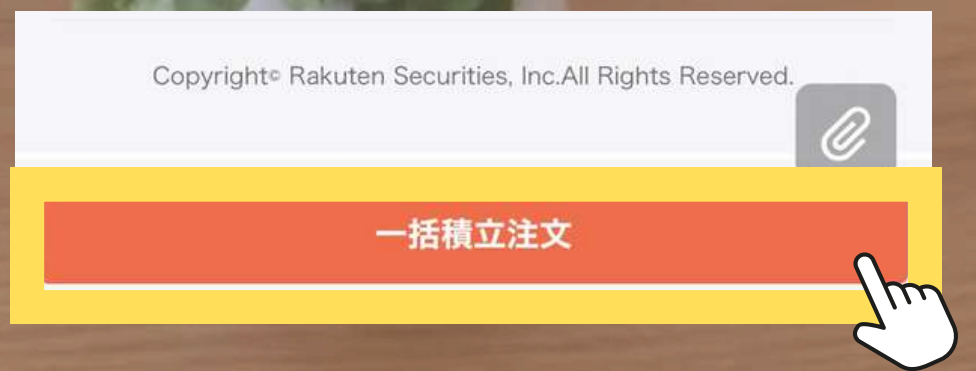 Copyright© Rakuten Securities, Inc.All Rights Reserved.
一括積立注文